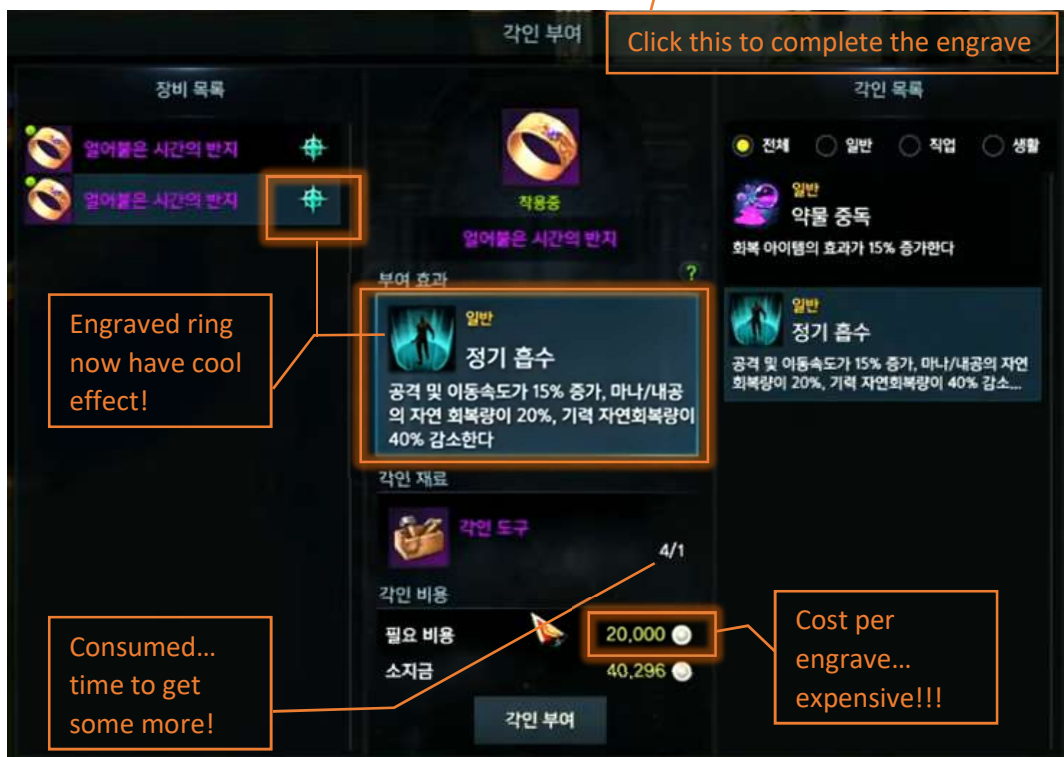 각인 부여
Click this to complete the engrave
장비 목록
얼어붙은 시간의 반지
얼어붙은 시간의 반지
Engraved ring
now have cool
effect!
Consumed...
time to get
some more!
착용중
얼어붙은 시간의 반지
부여 효과
?
일반
정기 흡수
공격 및 이동속도가 15% 증가, 마나/내공
의 자연 회복량이 20%, 기력 자연회복량이
40% 감소한다
각인 재료
각인 도구
4/1
각인 비용
필요 비용 20,000
소지금 40,296
각인 부여
각인 목록
전체 일반 직업 생활
일반
약물 중독
회복 아이템의 효과가 15% 증가한다
일반
정기 흡수
공격 및 이동속도가 15% 증가, 마나/내공의 자연
회복량이 20%, 기력 자연회복량이 40% 감소...
Cost per
engrave...
expensive!!!